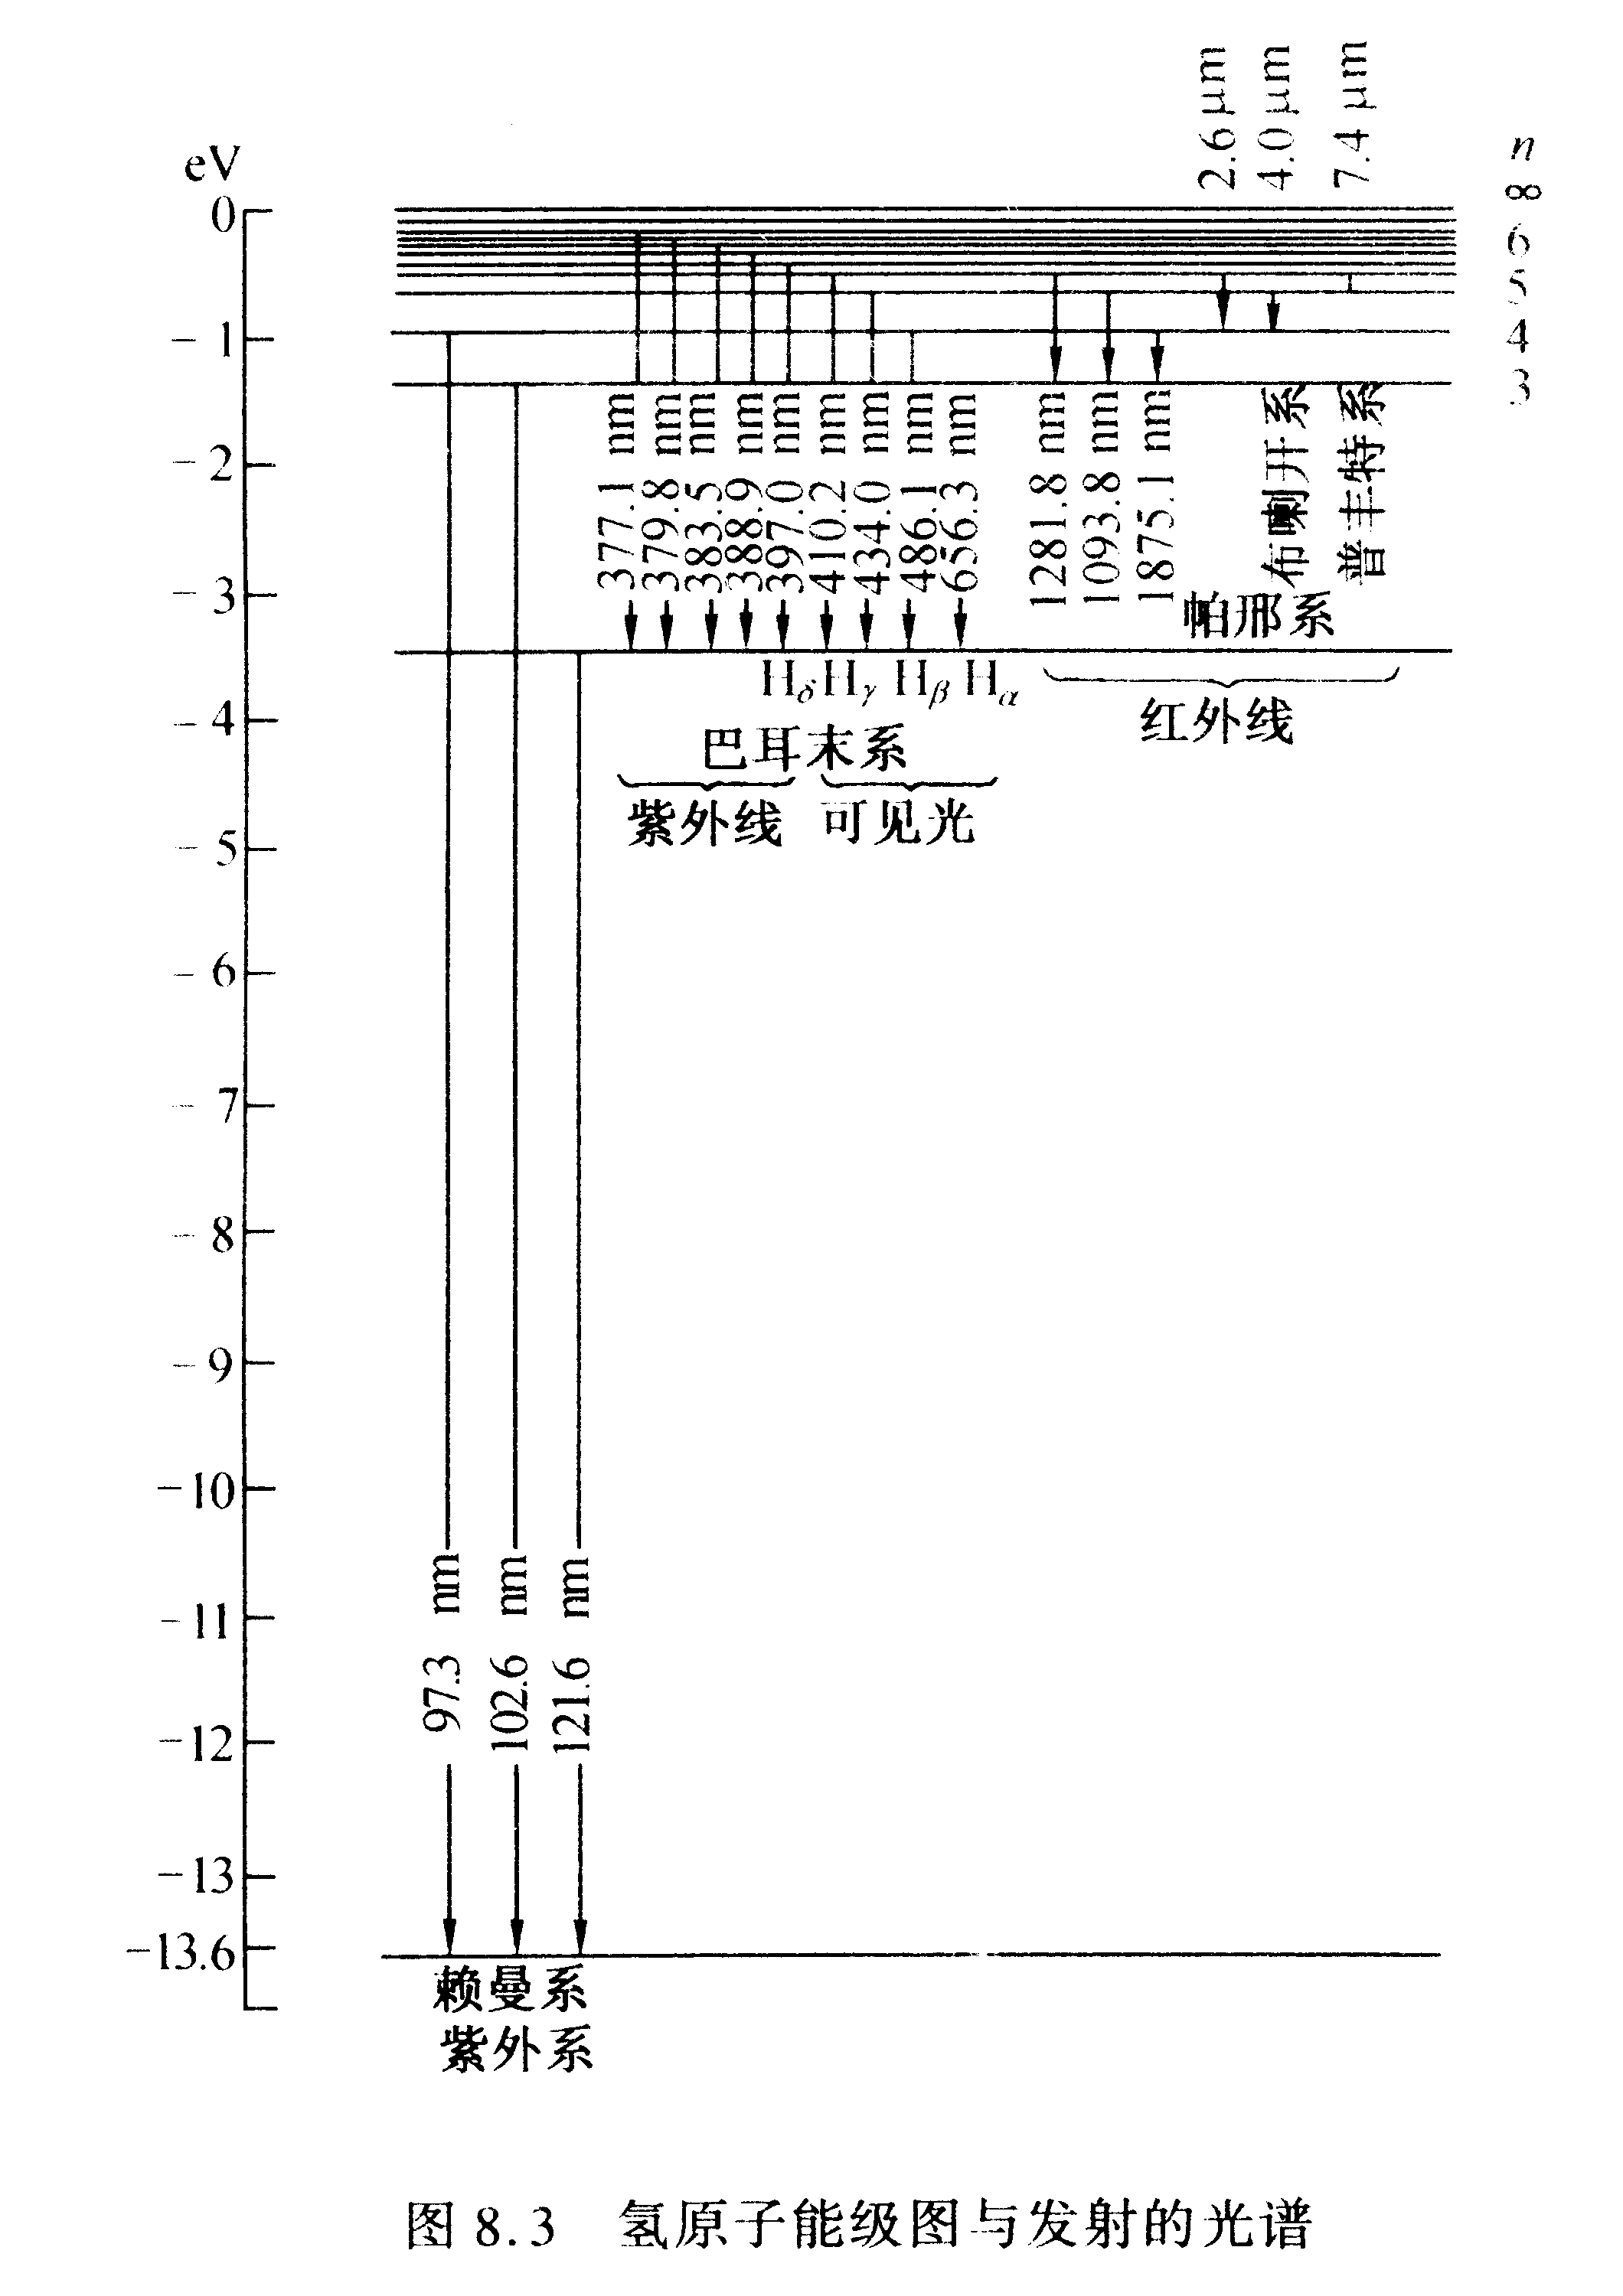 2.6 μm
4.0 μm
7.4 μm
eV
n
0
∞
6
5
− 1
4
3
377.1 nm
379.8 nm
383.5 nm
388.9 nm
397.0 nm
410.2 nm
434.0 nm
486.1 nm
656.3 nm
1281.8 nm
1093.8 nm
1875.1 nm
布喇开系
普丰特系
− 2
− 3
帕邢系
Hδ Hγ Hβ Hα
− 4
巴耳末系
红外线
紫外线 可见光
− 5
− 6
− 7
− 8
− 9
−10
−11
97.3 nm
102.6 nm
121.6 nm
−12
−13
−13.6
赖曼系
紫外系
图 8.3 氢原子能级图与发射的光谱